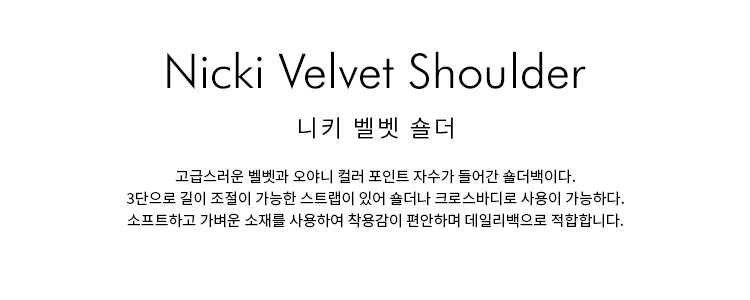 Nicki Velvet Shoulder
니키 벨벳 숄더
고급스러운 벨벳과 오야니 컬러 포인트 자수가 들어간 숄더백이다.
3단으로 길이 조절이 가능한 스트랩이 있어 숄더나 크로스바디로 사용이 가능하다.
소프트하고 가벼운 소재를 사용하여 착용감이 편안하며 데일리백으로 적합합니다.